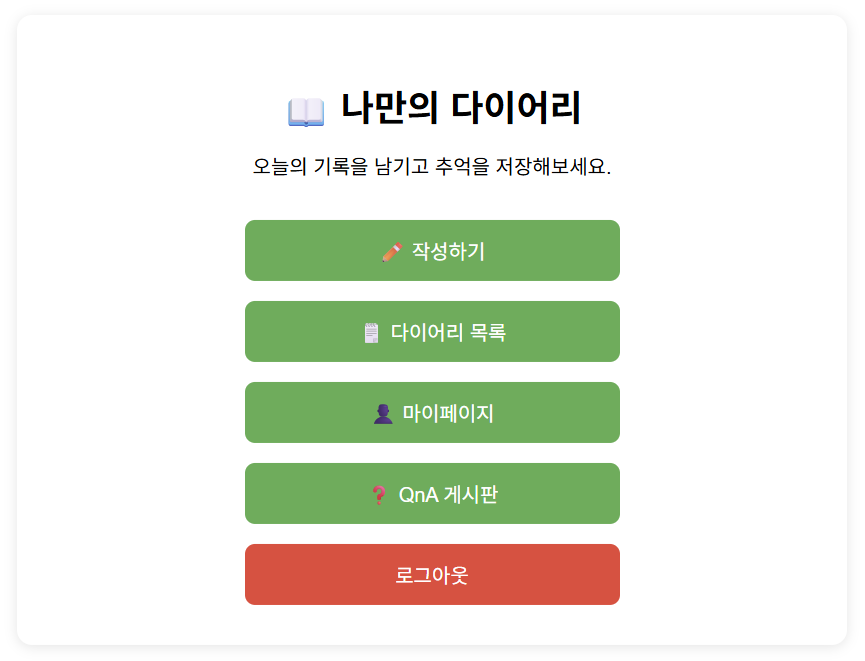 📖 나만의 다이어리
오늘의 기록을 남기고 추억을 저장해보세요.
✏️ 작성하기
🗒️ 다이어리 목록
👤 마이페이지
❓ QnA 게시판
로그아웃